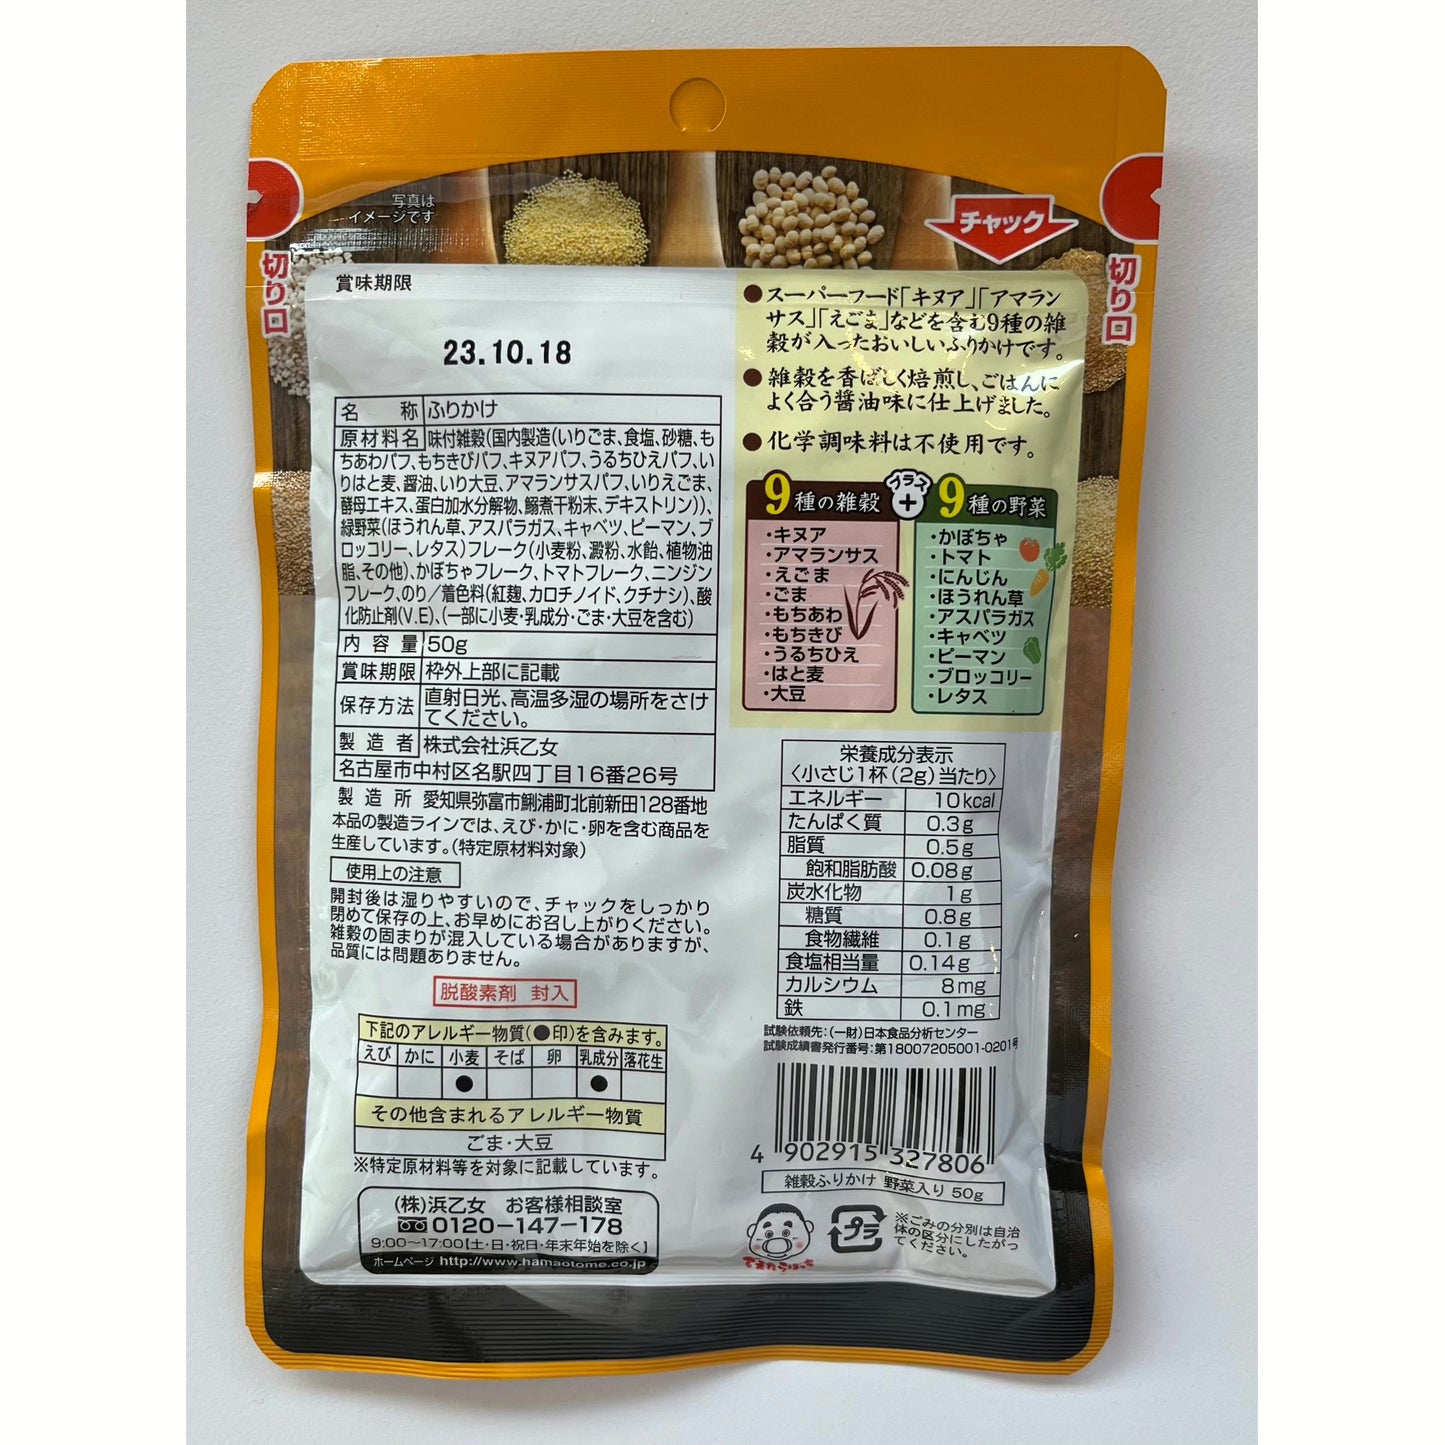 写真は
イメージです
チャック
切り口
切り口
賞味期限
23.10.18
名称 ふりかけ
原材料名 味付雑穀(国内製造(いりごま、食塩、砂糖、も
ちあわパフ、もちきびパフ、キヌアパフ、うるちひえパフ、い
りはと麦、醤油、いり大豆、アマランサスパフ、いりえごま、
酵母エキス、蛋白加水分解物、鰯煮干粉末、デキストリン))、
緑野菜(ほうれん草、アスパラガス、キャベツ、ピーマン、ブ
ロッコリー、レタス)フレーク(小麦粉、澱粉、水飴、植物油
脂、その他)、かぼちゃフレーク、トマトフレーク、ニンジン
フレーク、のり/着色料(紅麹、カロチノイド、クチナシ)、酸
化防止剤(V.E)、(一部に小麦・乳成分・ごま・大豆を含む)
内容量 50g
賞味期限 枠外上部に記載
保存方法 直射日光、高温多湿の場所をさけ
てください。
製造者 株式会社浜乙女
名古屋市中村区名駅四丁目16番26号
製造所 愛知県弥富市鯏浦町北前新田128番地
本品の製造ラインでは、えび・かに・卵を含む商品を
生産しています。(特定原材料対象)
使用上の注意
開封後は湿りやすいので、チャックをしっかり
閉めて保存の上、お早めにお召し上がりください。
雑穀の固まりが混入している場合がありますが、
品質には問題ありません。
脱酸素剤 封入
下記のアレルギー物質(●印)を含みます。
えび かに 小麦 そば 卵 乳成分 落花生
● ●
その他含まれるアレルギー物質
ごま・大豆
※特定原材料等を対象に記載しています。
(株)浜乙女 お客様相談室
0120-147-178
9:00〜17:00【土・日・祝日・年末年始を除く】
ホームページ http://www.hamaotome.co.jp
●スーパーフード「キヌア」「アマラン
サス」「えごま」などを含む9種の雑
穀が入ったおいしいふりかけです。
●雑穀を香ばしく焙煎し、ごはんに
よく合う醤油味に仕上げました。
●化学調味料は不使用です。
9種の雑穀 プラス + 9種の野菜
・キヌア
・アマランサス
・えごま
・ごま
・もちあわ
・もちきび
・うるちひえ
・はと麦
・大豆
・かぼちゃ
・トマト
・にんじん
・ほうれん草
・アスパラガス
・キャベツ
・ピーマン
・ブロッコリー
・レタス
栄養成分表示
〈小さじ1杯(2g)当たり〉
エネルギー 10kcal
たんぱく質 0.3g
脂質 0.5g
飽和脂肪酸 0.08g
炭水化物 1g
糖質 0.8g
食物繊維 0.1g
食塩相当量 0.14g
カルシウム 8mg
鉄 0.1mg
試験依頼先:(一財)日本食品分析センター
試験成績書発行番号:第18007205001-0201号
4 902915 327806
雑穀ふりかけ 野菜入り 50g
プラ
※ごみの分別は自治
体の区分にしたがっ
てください。